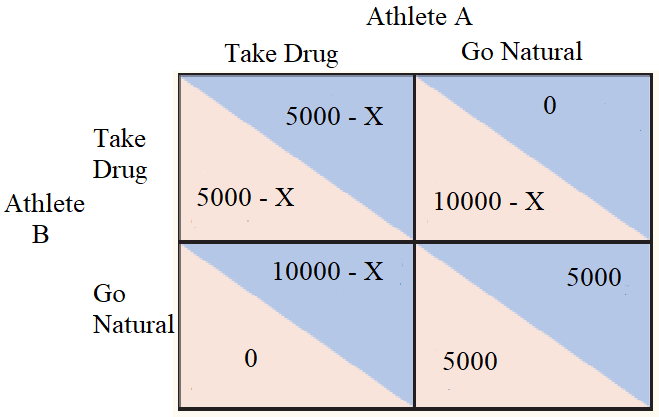 Athlete A
Take Drug
Go Natural
Take
Drug
5000 - X
0
5000 - X
10000 - X
Athlete
B
Go
Natural
10000 - X
5000
0
5000